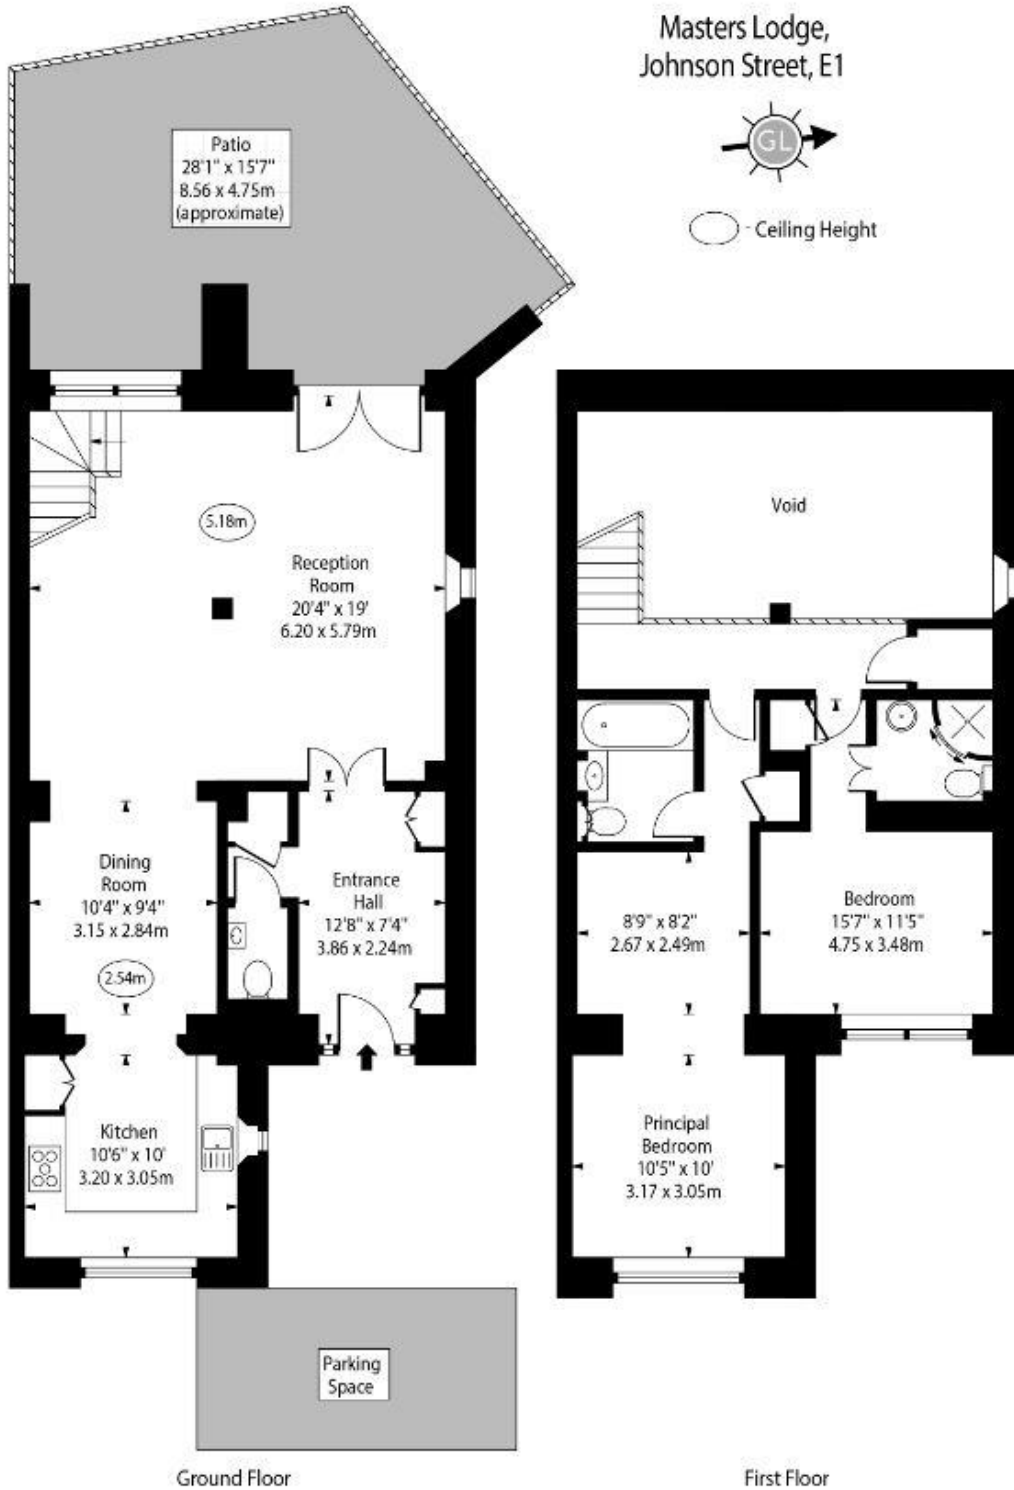 Masters Lodge,
Johnson Street, E1
GL
- Ceiling Height
Patio
28'1" x 15'7"
8.56 x 4.75m
(approximate)
5.18m
Reception
Room
20'4" x 19'
6.20 x 5.79m
Dining
Room
10'4" x 9'4"
3.15 x 2.84m
2.54m
Entrance
Hall
12'8" x 7'4"
3.86 x 2.24m
Kitchen
10'6" x 10'
3.20 x 3.05m
Parking
Space
Ground Floor
Void
8'9" x 8'2"
2.67 x 2.49m
Bedroom
15'7" x 11'5"
4.75 x 3.48m
Principal
Bedroom
10'5" x 10'
3.17 x 3.05m
First Floor